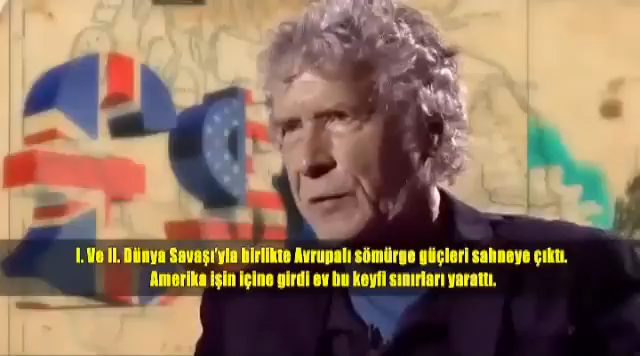 I. Ve II. Dünya Savaşı'yla birlikte Avrupalı sömürge güçleri sahneye çıktı.
Amerika işin içine girdi ev bu keyfi sınırları yarattı.